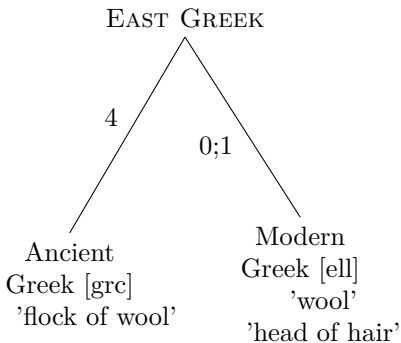 EAST GREEK
4
0;1
Ancient
Greek [grc]
'flock of wool'
Modern
Greek [ell]
'wool'
'head of hair'